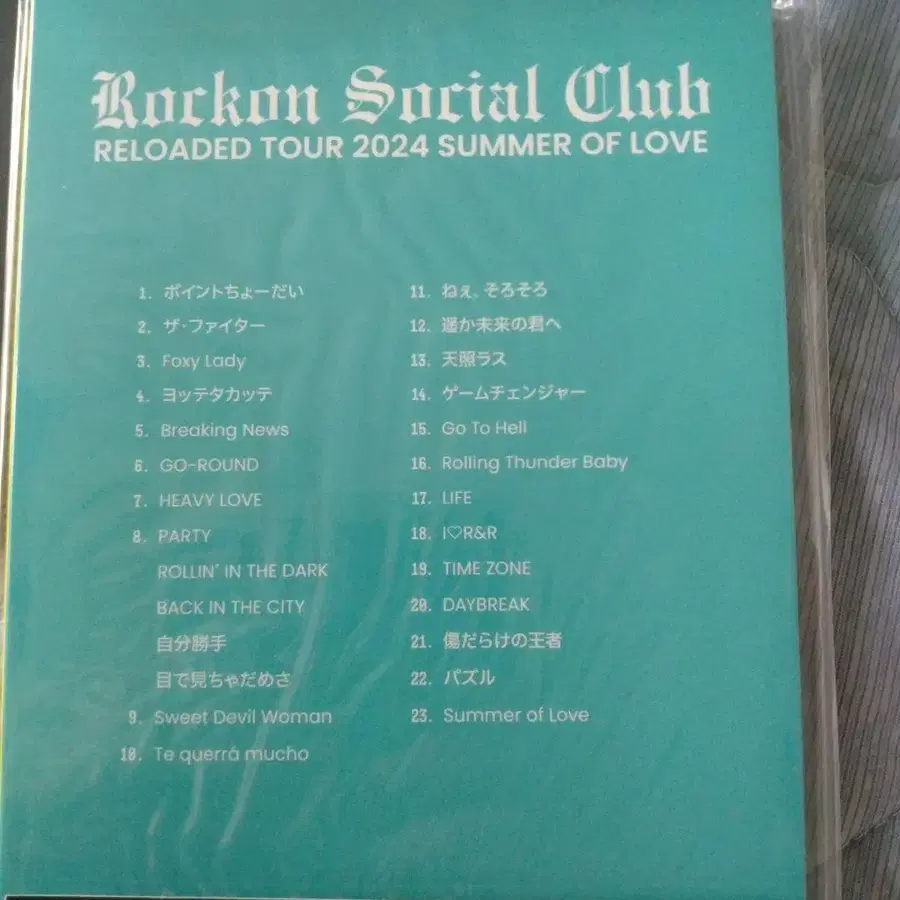 Rockon Social Club
RELOADED TOUR 2024 SUMMER OF LOVE
1. ポイントちょーだい
2. ザ・ファイター
3. Foxy Lady
4. ヨッテタカッテ
5. Breaking News
6. GO-ROUND
7. HEAVY LOVE
8. PARTY
ROLLIN' IN THE DARK
BACK IN THE CITY
自分勝手
目で見ちゃだめさ
9. Sweet Devil Woman
10. Te querrá mucho
11. ねぇ、そろそろ
12. 遥か未来の君へ
13. 天照ラス
14. ゲームチェンジャー
15. Go To Hell
16. Rolling Thunder Baby
17. LIFE
18. I♡R&R
19. TIME ZONE
20. DAYBREAK
21. 傷だらけの王者
22. パズル
23. Summer of Love